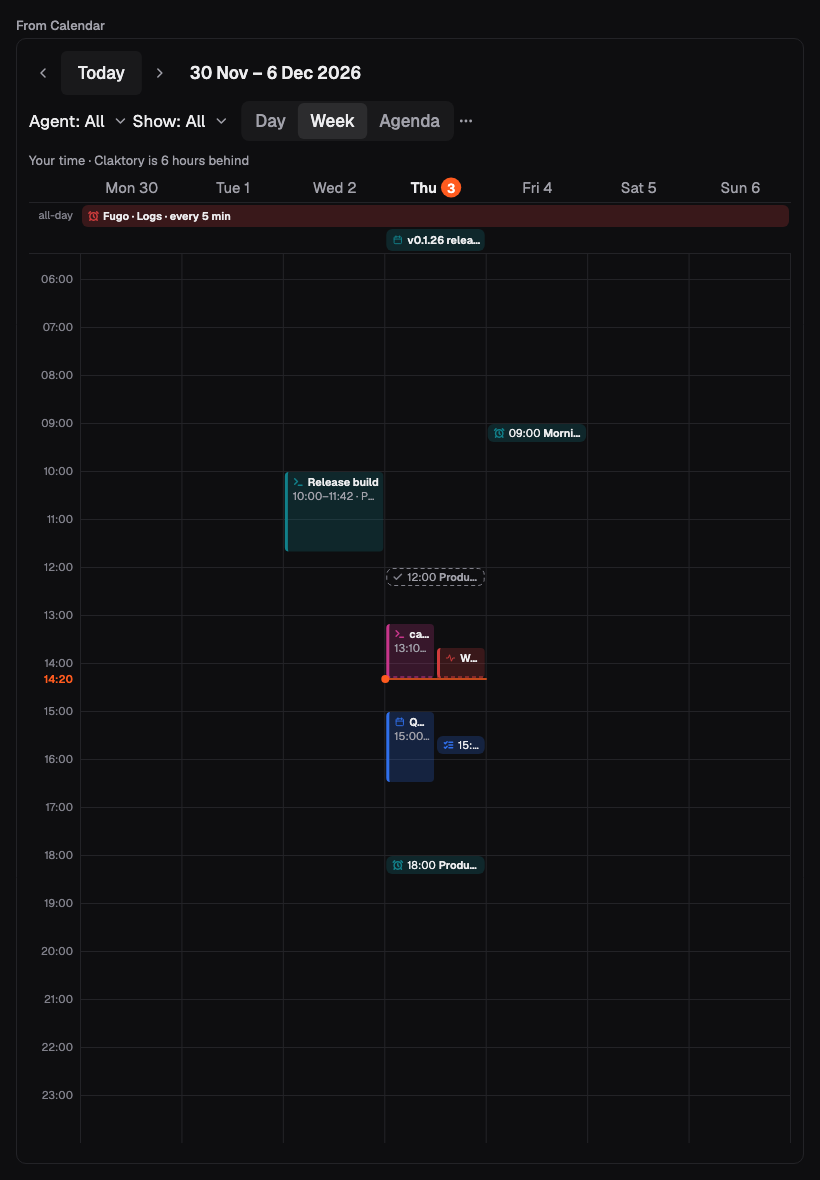 From Calendar
Today
30 Nov – 6 Dec 2026
Agent: All
Show: All
Day
Week
Agenda
···
Your time · Claktory is 6 hours behind
Mon 30
Tue 1
Wed 2
Thu 3
Fri 4
Sat 5
Sun 6
all-day
Fugo · Logs · every 5 min
v0.1.26 relea...
06:00
07:00
08:00
09:00
09:00 Morni...
10:00
Release build
10:00–11:42 · P...
11:00
12:00
12:00 Produ...
13:00
ca...
13:10...
W...
14:00
14:20
15:00
Q...
15:00...
15:...
16:00
17:00
18:00
18:00 Produ...
19:00
20:00
21:00
22:00
23:00